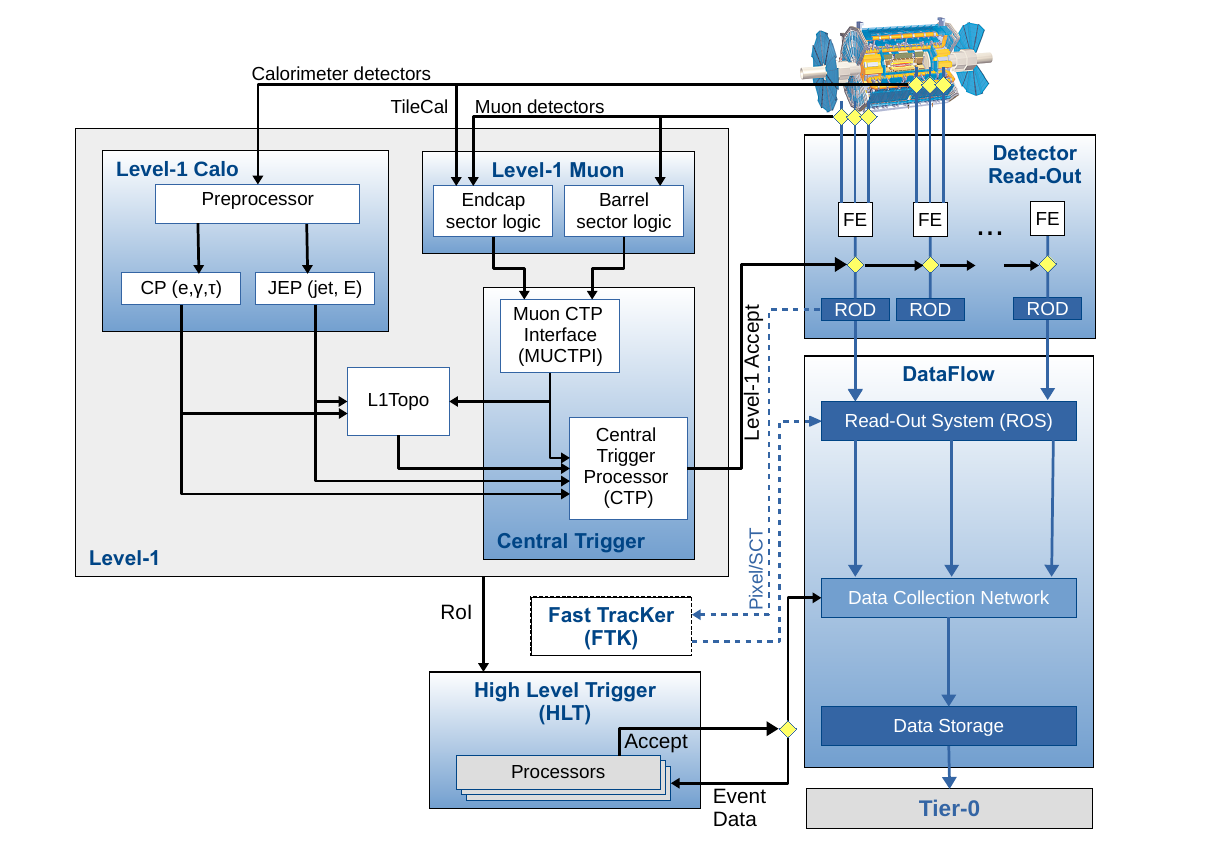 Calorimeter detectors
TileCal
Muon detectors
Level-1 Calo
Preprocessor
CP (e,γ,τ)
JEP (jet, E)
Level-1 Muon
Endcap
sector logic
Barrel
sector logic
Detector
Read-Out
FE
FE
...
FE
ROD
ROD
ROD
Muon CTP
Interface
(MUCTPI)
L1Topo
Central
Trigger
Processor
(CTP)
Central Trigger
Level-1
Level-1 Accept
Pixel/SCT
DataFlow
Read-Out System (ROS)
Data Collection Network
Data Storage
Tier-0
RoI
Fast TracKer
(FTK)
High Level Trigger
(HLT)
Accept
Processors
Event
Data